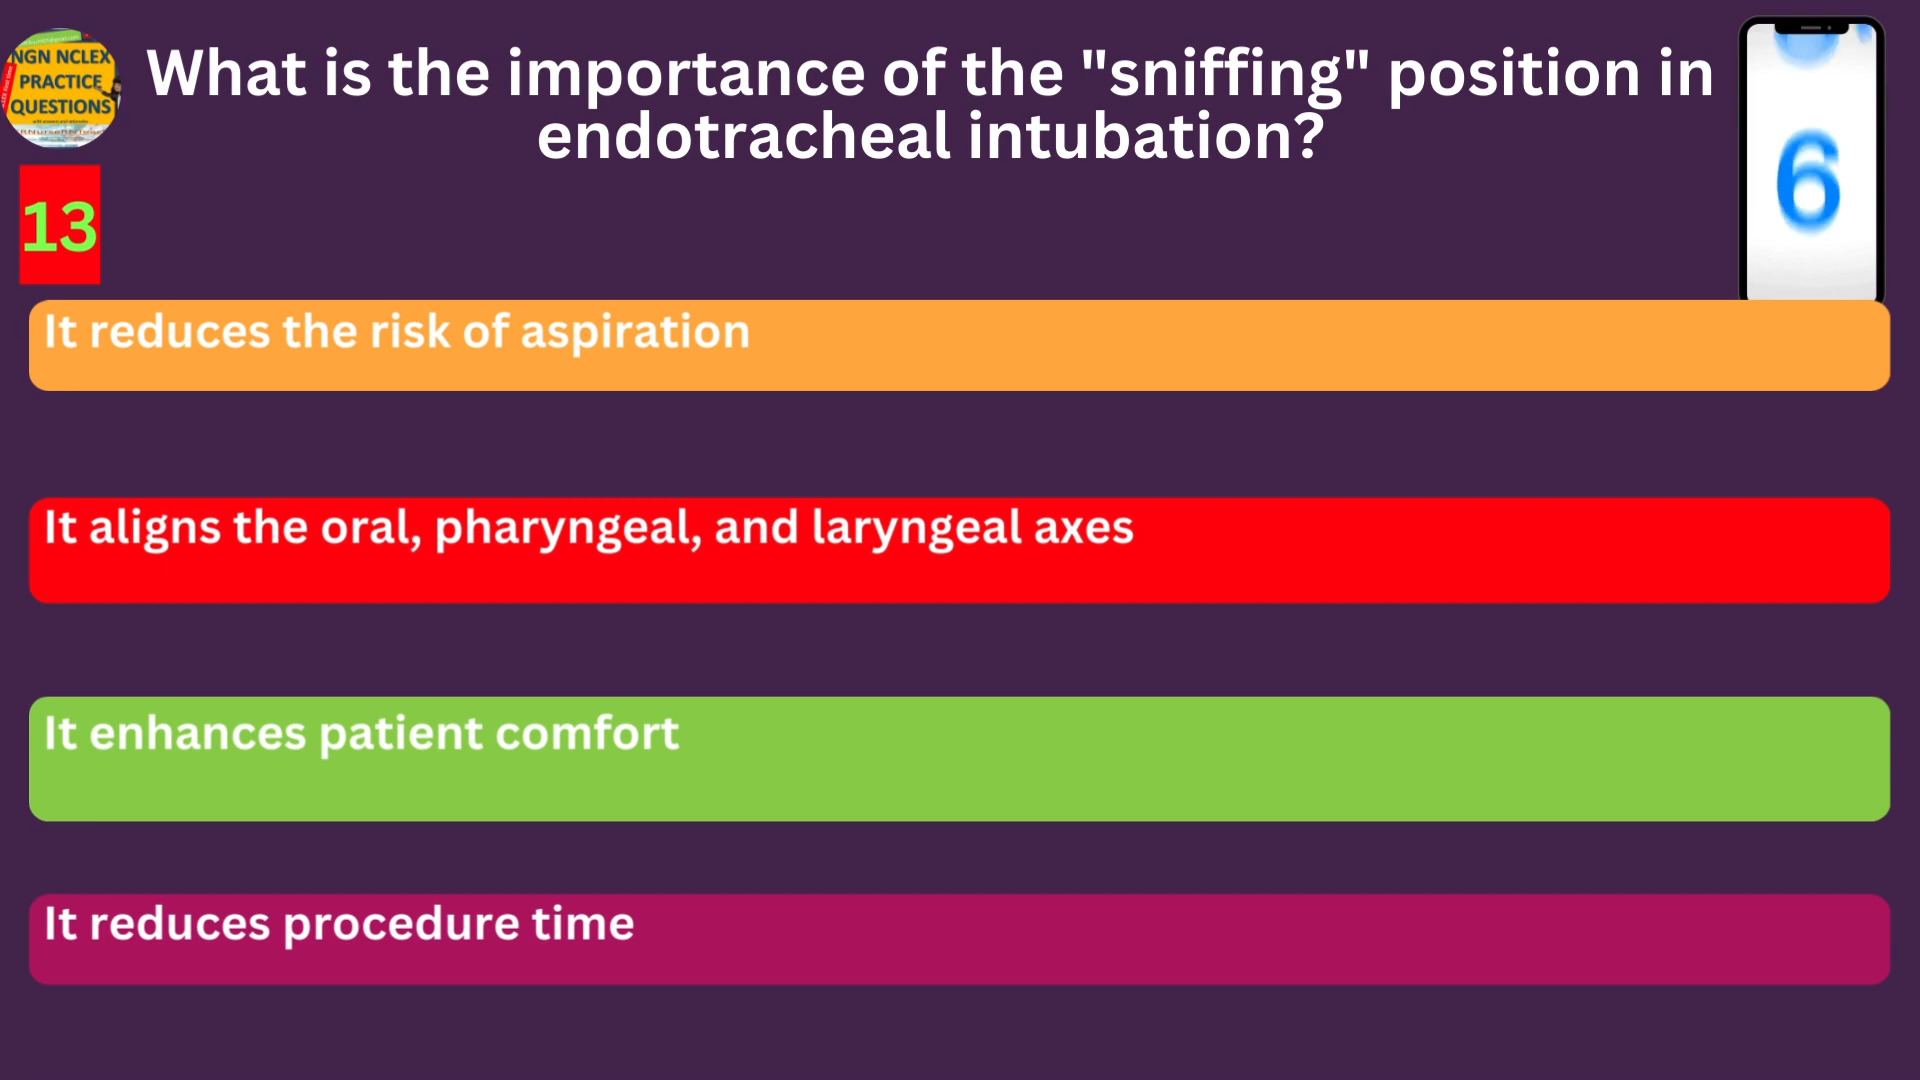 NGN NCLEX
PRACTICE
QUESTIONS
What is the importance of the "sniffing" position in
endotracheal intubation?
6
13
It reduces the risk of aspiration
It aligns the oral, pharyngeal, and laryngeal axes
It enhances patient comfort
It reduces procedure time